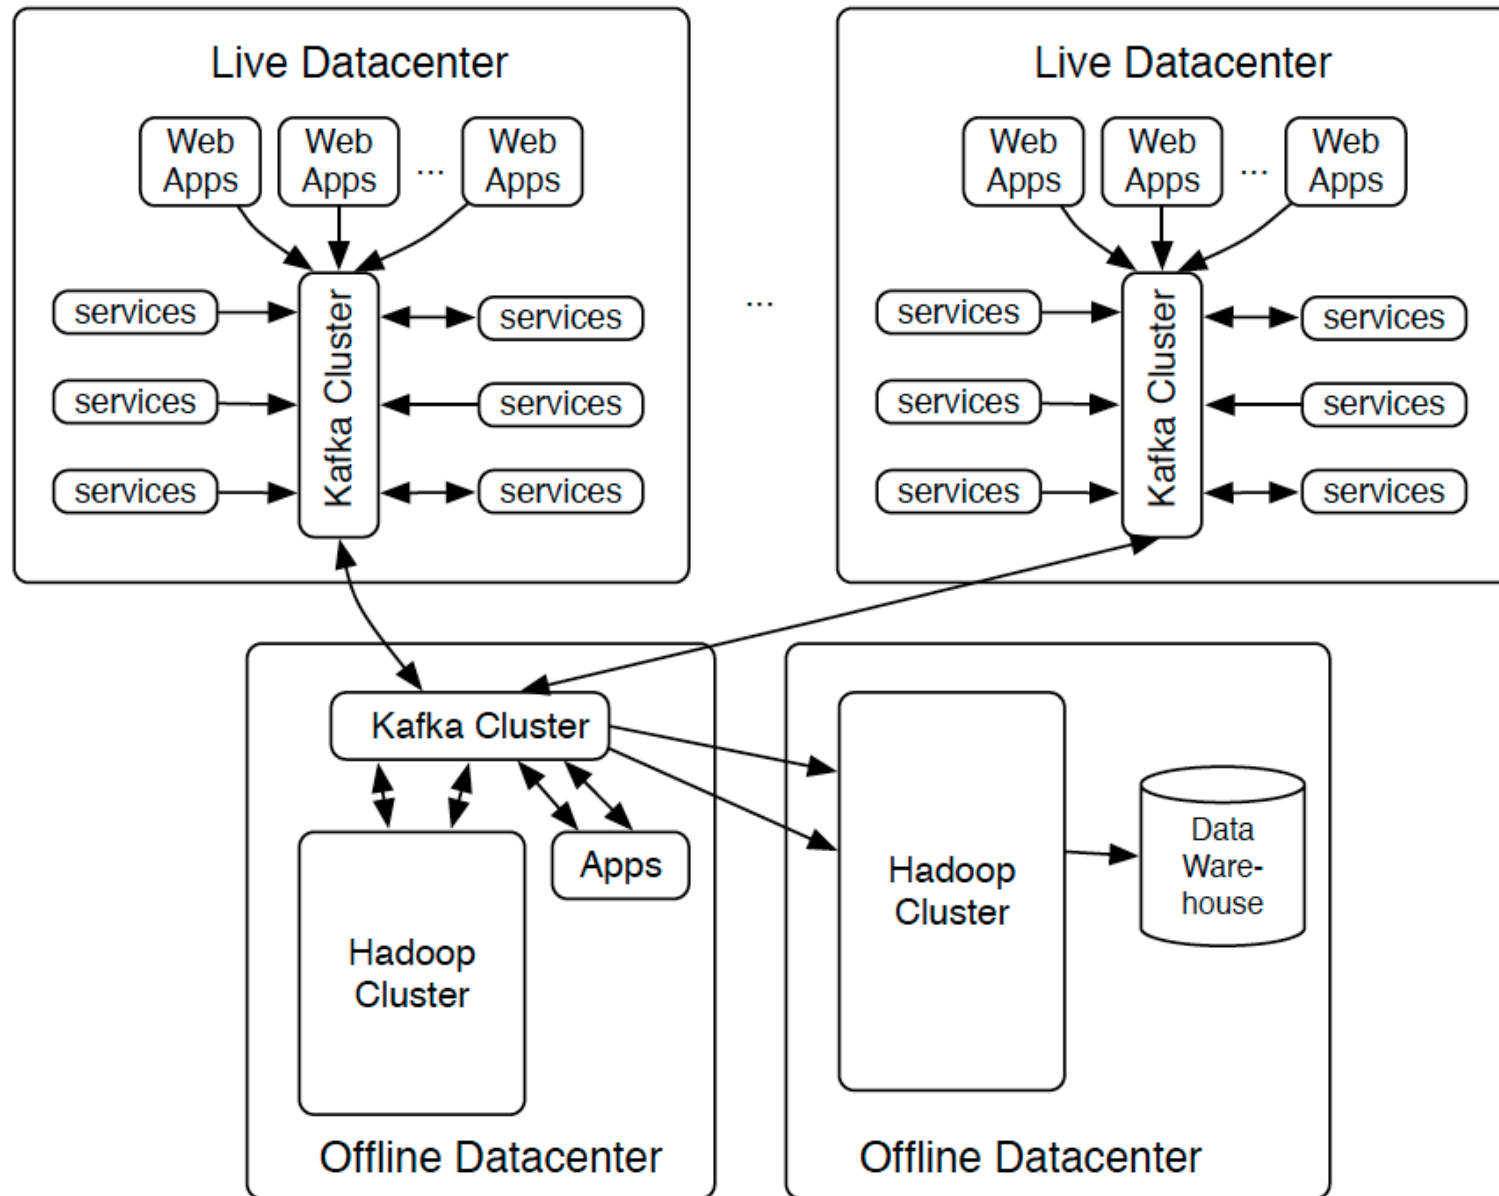 Live Datacenter
Web
Apps
Web
Apps
...
Web
Apps
services
services
services
Kafka Cluster
services
services
services
...
Live Datacenter
Web
Apps
Web
Apps
...
Web
Apps
services
services
services
Kafka Cluster
services
services
services
Kafka Cluster
Apps
Hadoop
Cluster
Offline Datacenter
Hadoop
Cluster
Data
Ware-
house
Offline Datacenter